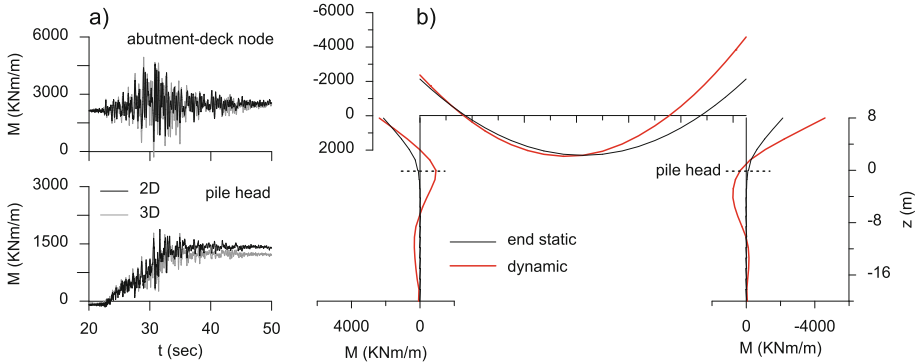 a)
abutment-deck node
M (KNm/m)
6000
3000
0
pile head
2D
3D
M (KNm/m)
3000
1500
0
20 30 40 50
t (sec)
b)
-6000
-4000
-2000
0
2000
pile head
end static
dynamic
4000 0
M (KNm/m)
0 -4000
M (KNm/m)
8
0
-8
-16
z (m)